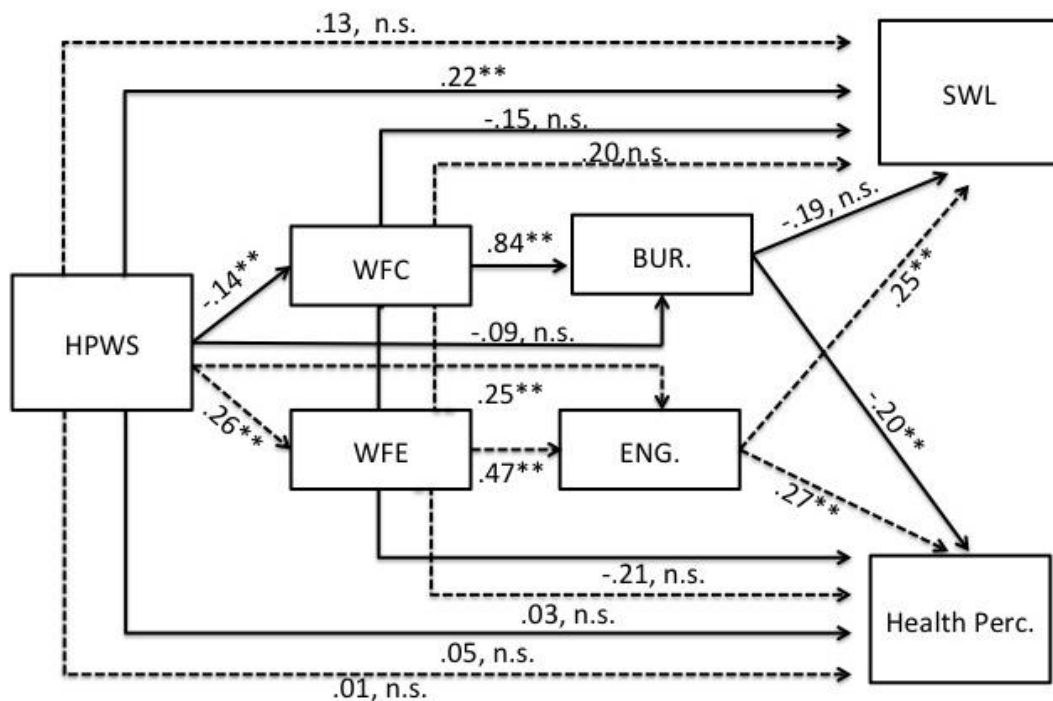 .13, n.s.
.22**
SWL
-.15, n.s.
.20,n.s.
-.19, n.s.
WFC
.84**
BUR.
.25**
-.14**
HPWS
-.09, n.s.
.25**
-.20**
.26**
WFE
.47**
ENG.
.27**
-.21, n.s.
.03, n.s.
Health Perc.
.05, n.s.
.01, n.s.